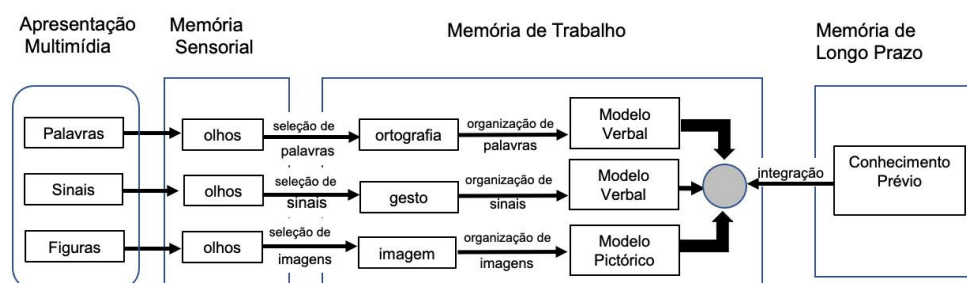 Apresentação
Multimídia
Memória
Sensorial
Memória de Trabalho
Memória de
Longo Prazo
Palavras
olhos
seleção de
palavras
ortografia
organização de
palavras
Modelo
Verbal
Sinais
olhos
seleção de
sinais
gesto
organização de
sinais
Modelo
Verbal
integração
Conhecimento
Prévio
Figuras
olhos
seleção de
imagens
imagem
organização de
imagens
Modelo
Pictórico